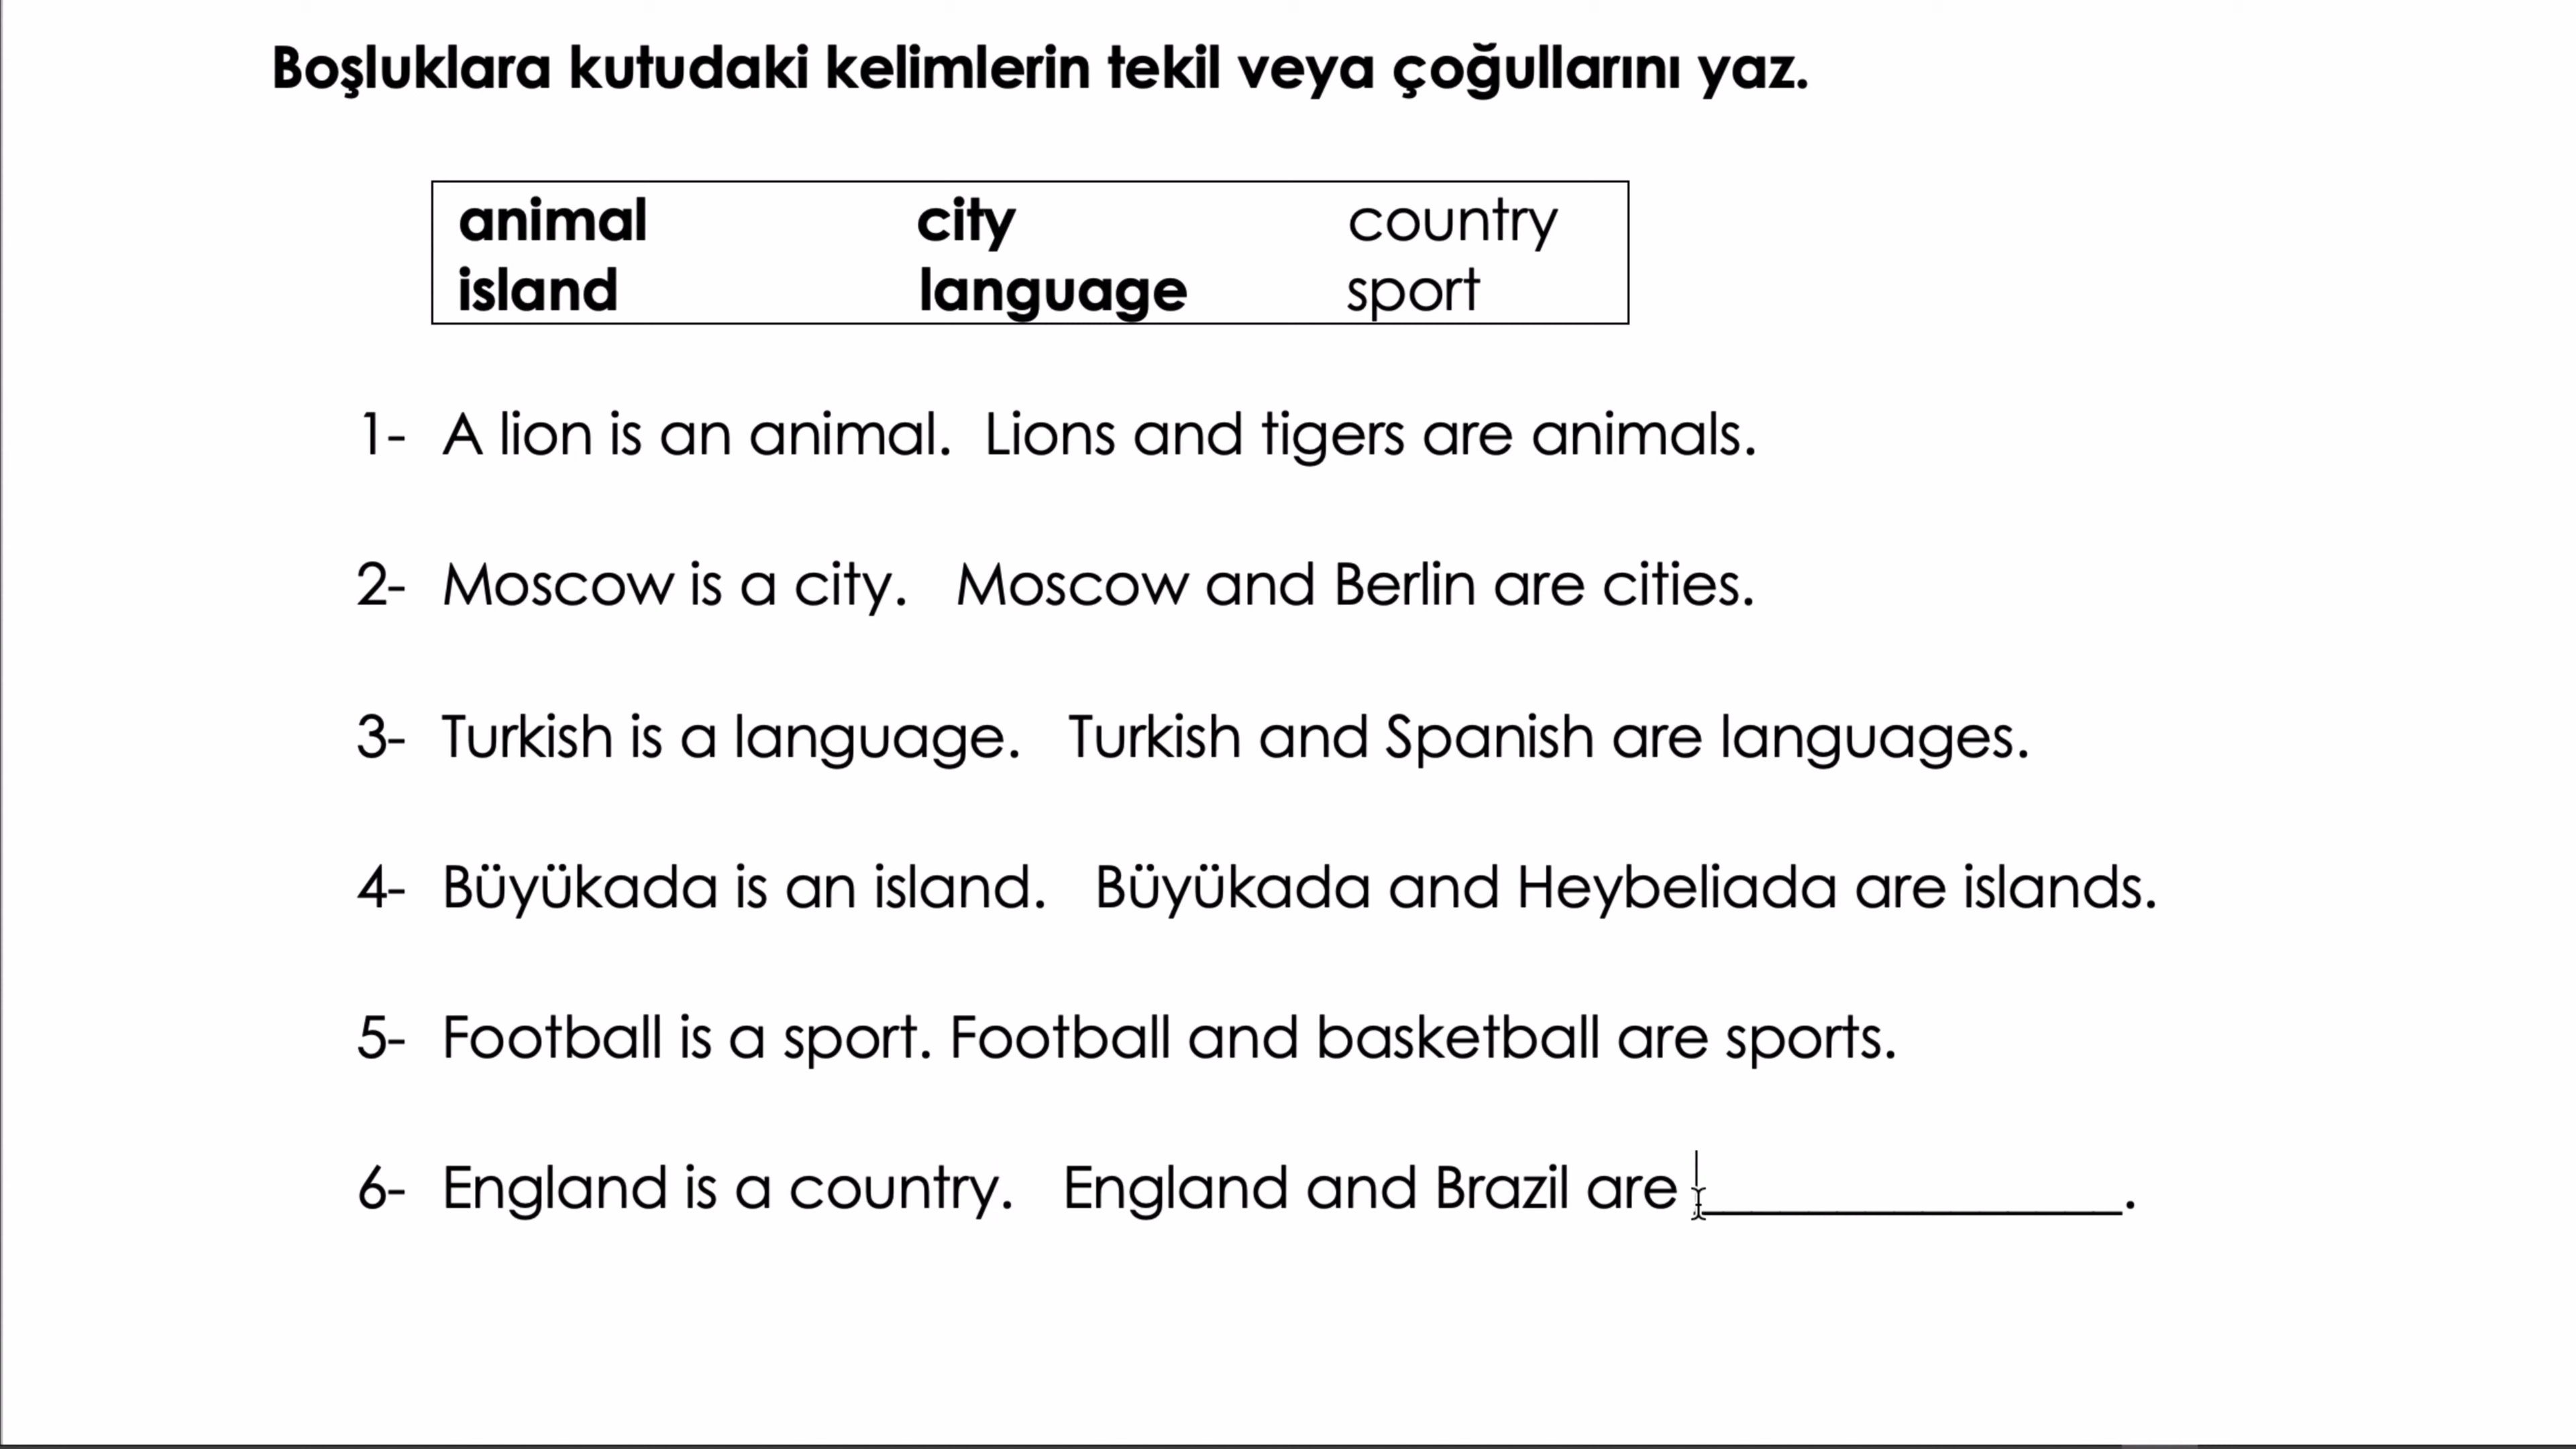 Boşluklara kutudaki kelimlerin tekil veya çoğullarını yaz.
animal city country
island language sport
1- A lion is an animal. Lions and tigers are animals.
2- Moscow is a city. Moscow and Berlin are cities.
3- Turkish is a language. Turkish and Spanish are languages.
4- Büyükada is an island. Büyükada and Heybeliada are islands.
5- Football is a sport. Football and basketball are sports.
6- England is a country. England and Brazil are _______________.